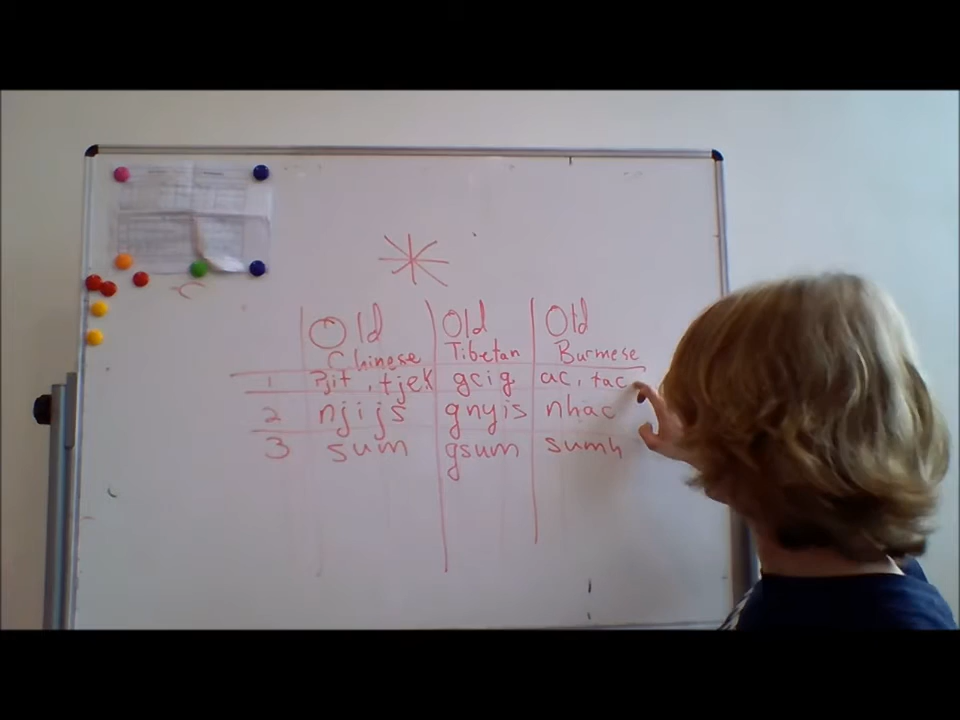 Old Old Old
Chinese Tibetan Burmese
1 ʔjit, tjek gcig ac, tac
2 njijs gnyis nhac
3 sum gsum sumh